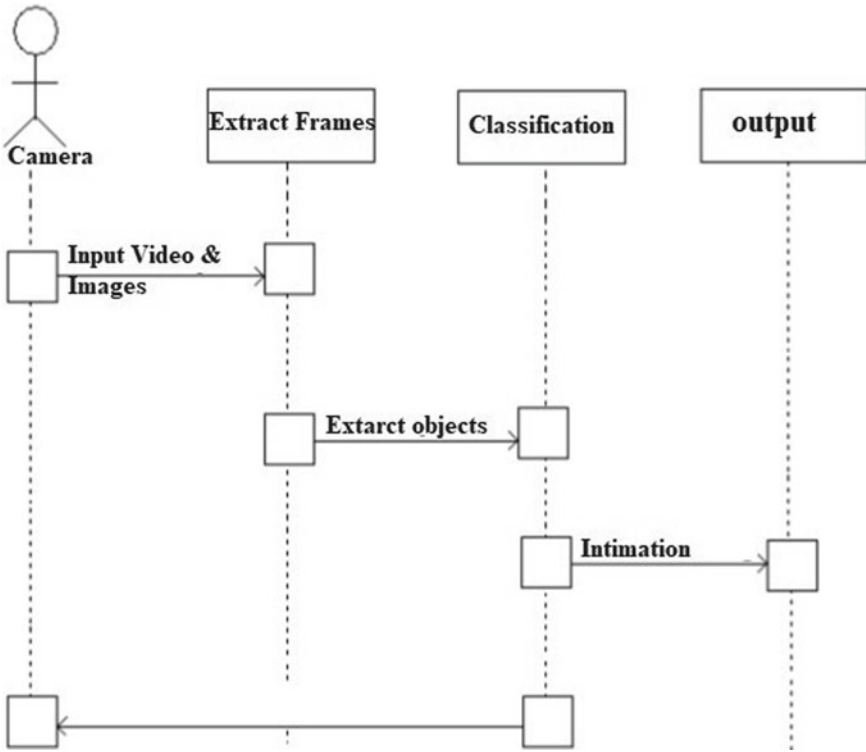 Camera
Extract Frames
Classification
output
Input Video &
Images
Extarct objects
Intimation